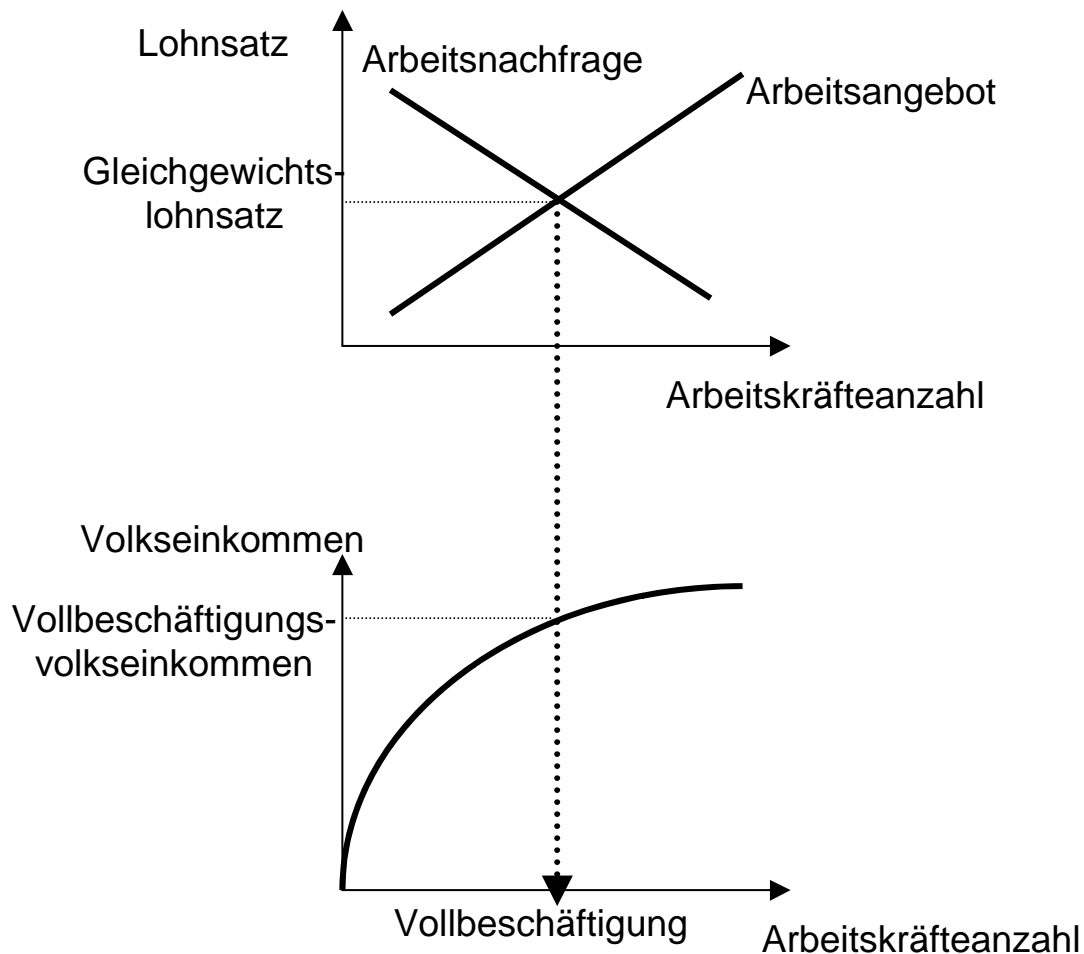 Lohnsatz
Arbeitsnachfrage
Arbeitsangebot
Gleichgewichts-
lohnsatz
Arbeitskräfteanzahl
Volkseinkommen
Vollbeschäftigungs-
volkseinkommen
Vollbeschäftigung
Arbeitskräfteanzahl